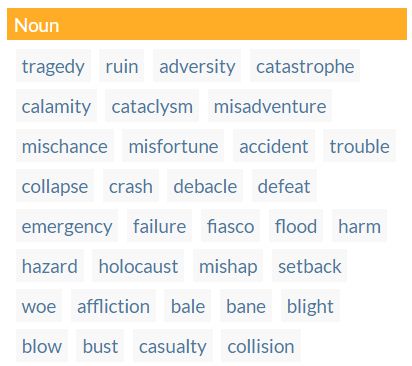 Noun
tragedy ruin adversity catastrophe
calamity cataclysm misadventure
mischance misfortune accident trouble
collapse crash debacle defeat
emergency failure fiasco flood harm
hazard holocaust mishap setback
woe affliction bale bane blight
blow bust casualty collision